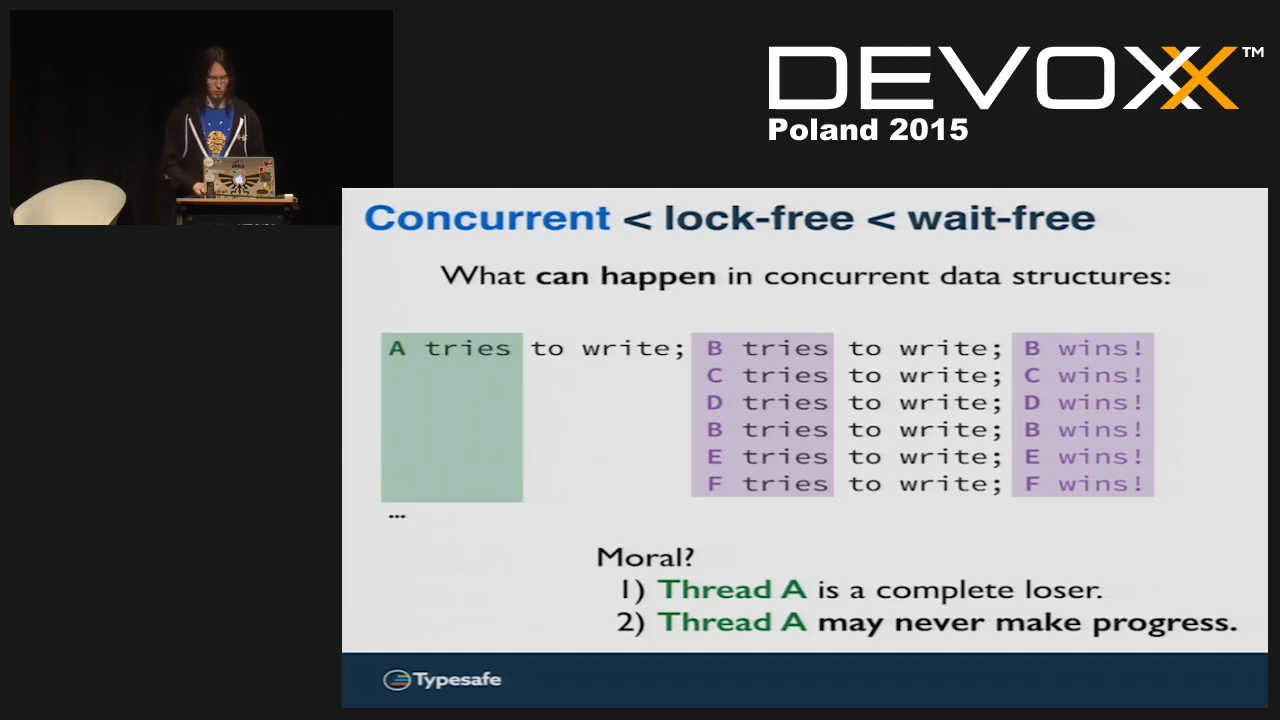 DEVOXX™
Poland 2015
Concurrent < lock-free < wait-free
What can happen in concurrent data structures:
A tries to write; B tries to write; B wins!
C tries to write; C wins!
D tries to write; D wins!
B tries to write; B wins!
E tries to write; E wins!
F tries to write; F wins!
...
Moral?
1) Thread A is a complete loser.
2) Thread A may never make progress.
Typesafe